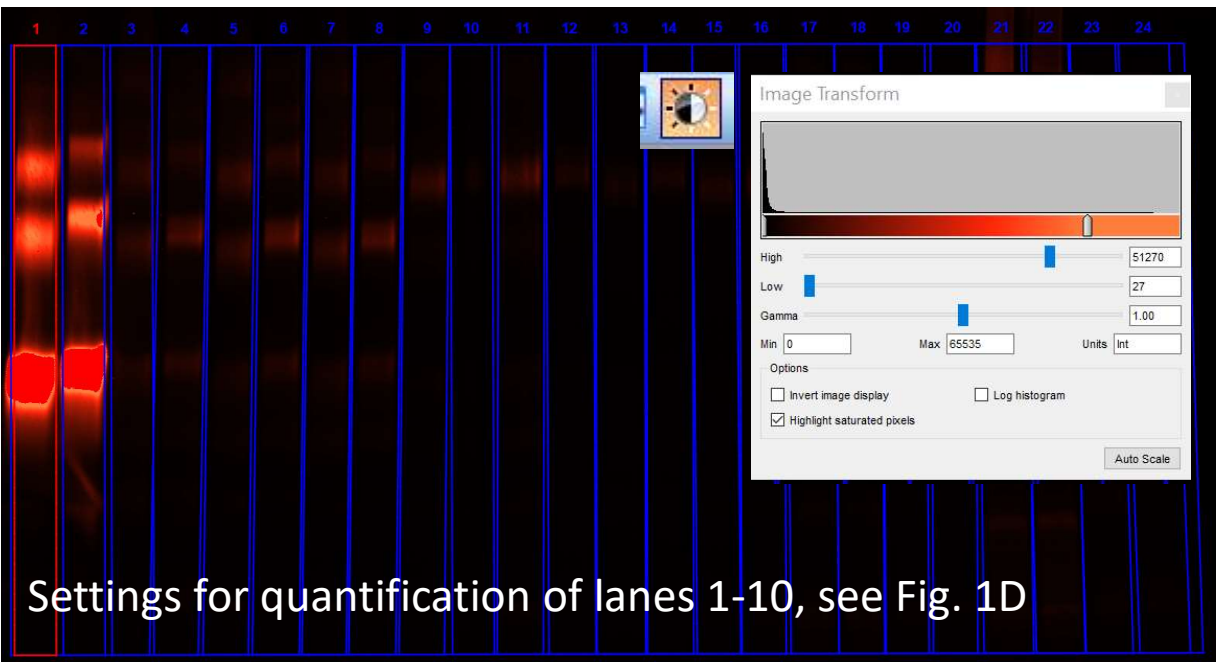 1 2 3 4 5 6 7 8 9 10 11 12 13 14 15 16 17 18 19 20 21 22 23 24
Image Transform
High 51270
Low 27
Gamma 1.00
Min 0 Max 65535 Units Int
Options
Invert image display Log histogram
Highlight saturated pixels
Auto Scale
Settings for quantification of lanes 1-10, see Fig. 1D